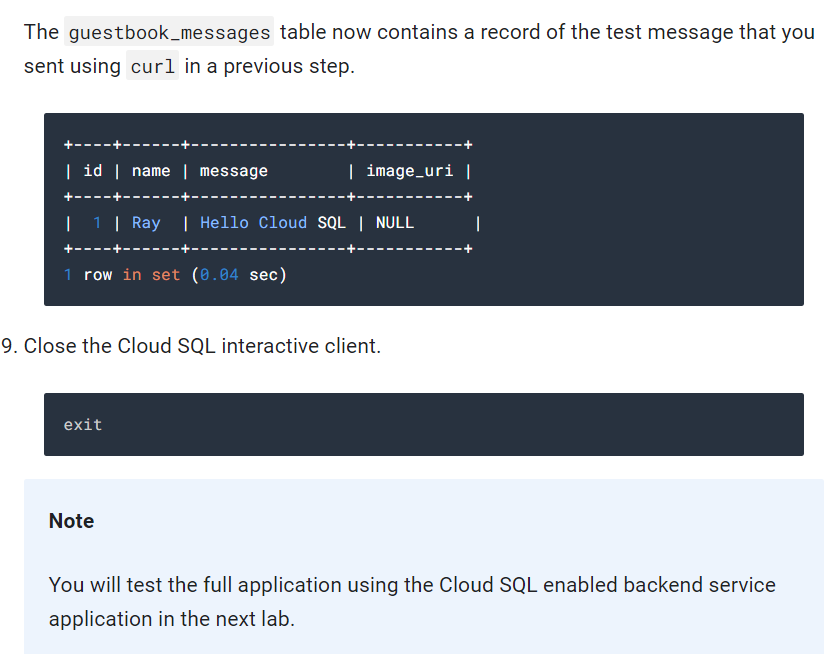 The guestbook_messages table now contains a record of the test message that you
sent using curl in a previous step.
+----+------+----------------+-----------+
| id | name | message        | image_uri |
+----+------+----------------+-----------+
|  1 | Ray  | Hello Cloud SQL | NULL      |
+----+------+----------------+-----------+
1 row in set (0.04 sec)
9. Close the Cloud SQL interactive client.
exit
Note
You will test the full application using the Cloud SQL enabled backend service
application in the next lab.